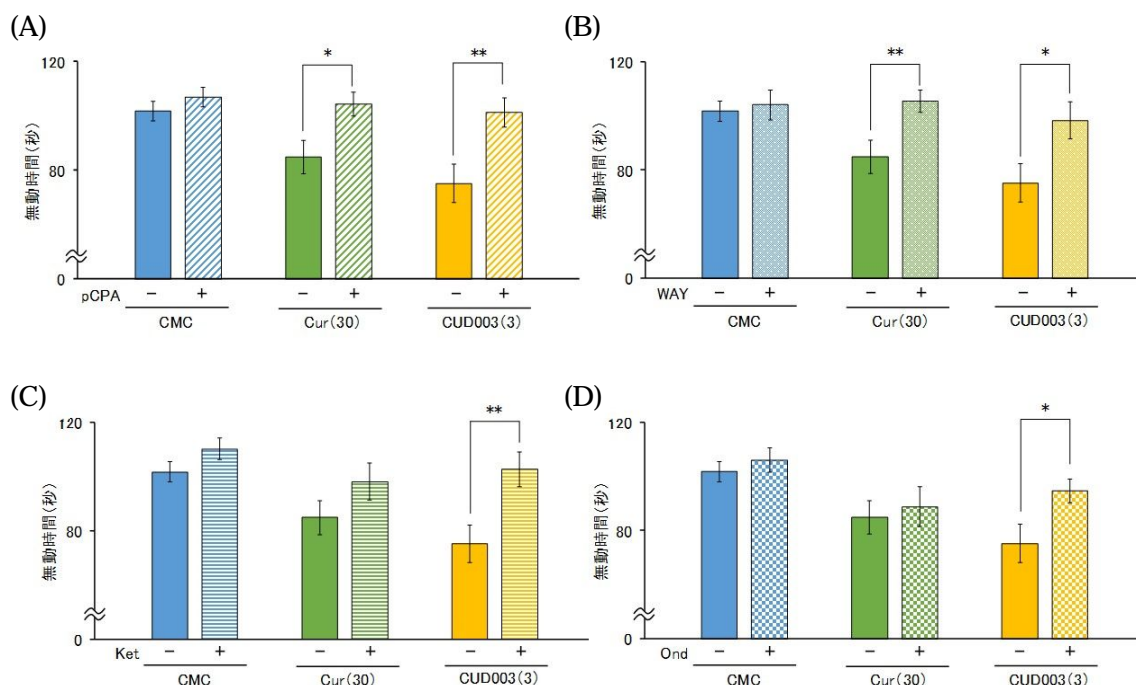 (A)
120
80
0
無動時間(秒)
* **
pCPA − + − + − +
CMC Cur(30) CUD003(3)
(B)
120
80
0
無動時間(秒)
** *
WAY − + − + − +
CMC Cur(30) CUD003(3)
(C)
120
80
0
無動時間(秒)
**
Ket − + − + − +
CMC Cur(30) CUD003(3)
(D)
120
80
0
無動時間(秒)
*
Ond − + − + − +
CMC Cur(30) CUD003(3)